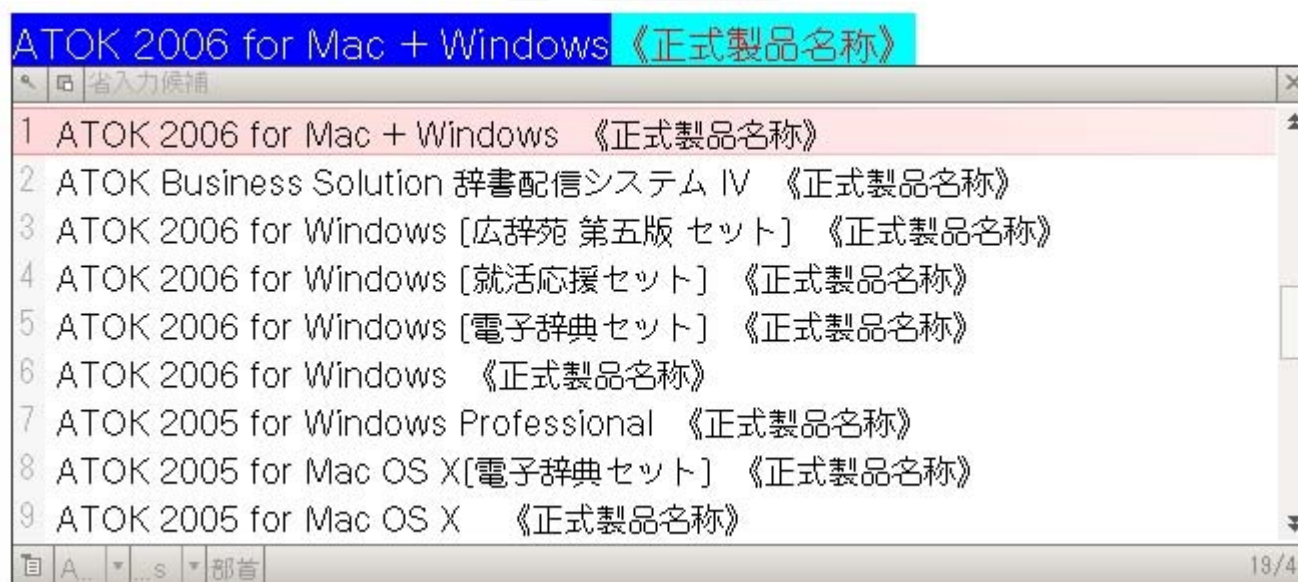 ATOK 2006 for Mac + Windows 《正式製品名称》
省入力候補
1 ATOK 2006 for Mac + Windows 《正式製品名称》
2 ATOK Business Solution 辞書配信システム IV 《正式製品名称》
3 ATOK 2006 for Windows [広辞苑 第五版 セット] 《正式製品名称》
4 ATOK 2006 for Windows [就活応援セット] 《正式製品名称》
5 ATOK 2006 for Windows [電子辞典セット] 《正式製品名称》
6 ATOK 2006 for Windows 《正式製品名称》
7 ATOK 2005 for Windows Professional 《正式製品名称》
8 ATOK 2005 for Mac OS X[電子辞典セット] 《正式製品名称》
9 ATOK 2005 for Mac OS X 《正式製品名称》
A... ...s 部首 19/4